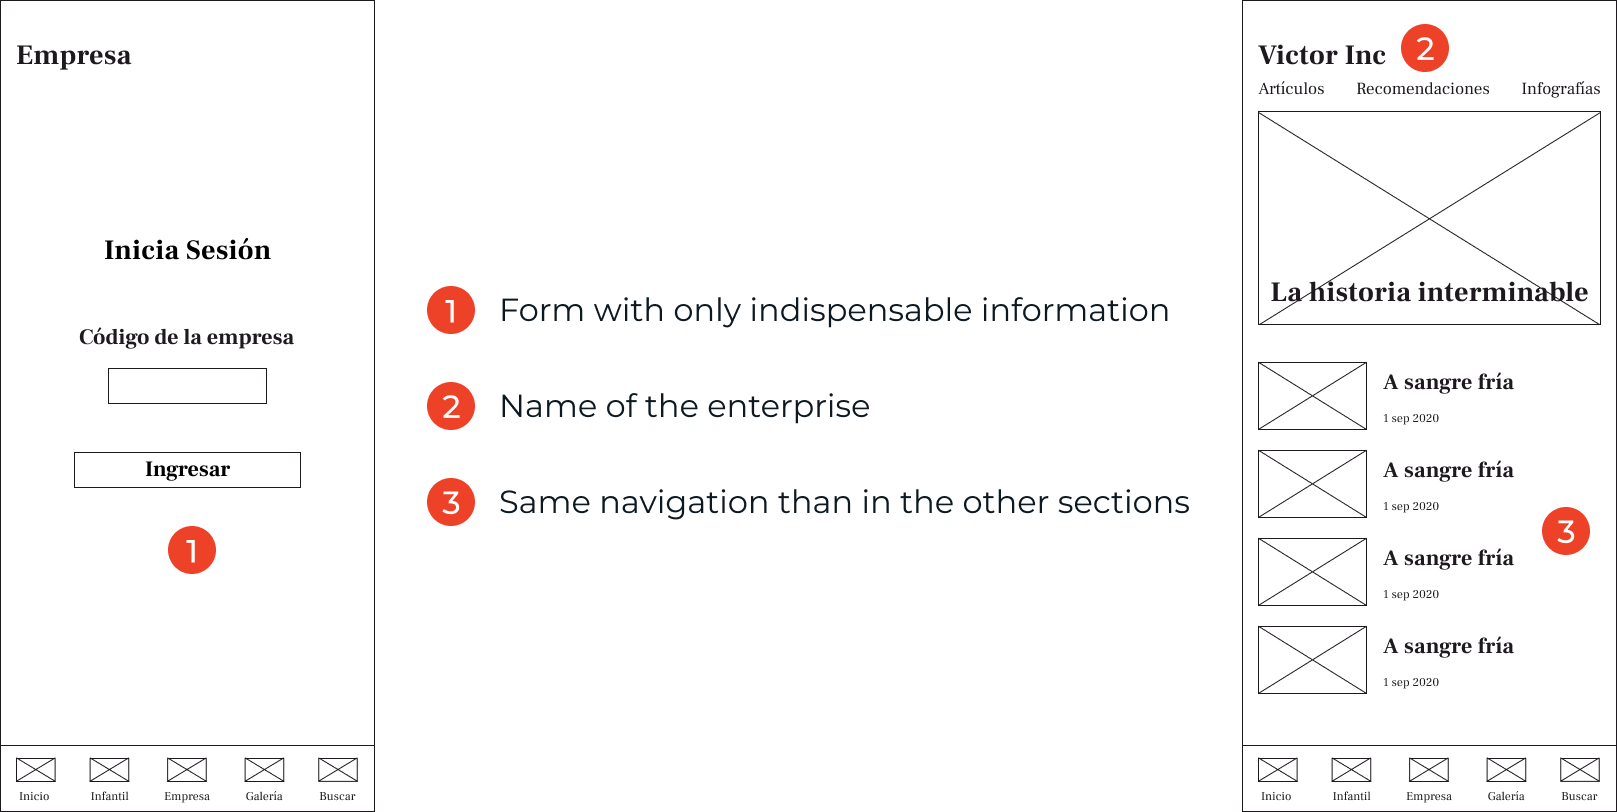 Empresa
Inicia Sesión
Código de la empresa
Ingresar
1
Inicio
Infantil
Empresa
Galería
Buscar
1 Form with only indispensable information
2 Name of the enterprise
3 Same navigation than in the other sections
Victor Inc 2
Artículos Recomendaciones Infografías
La historia interminable
A sangre fría
1 sep 2020
A sangre fría
1 sep 2020
3
A sangre fría
1 sep 2020
A sangre fría
1 sep 2020
Inicio
Infantil
Empresa
Galería
Buscar